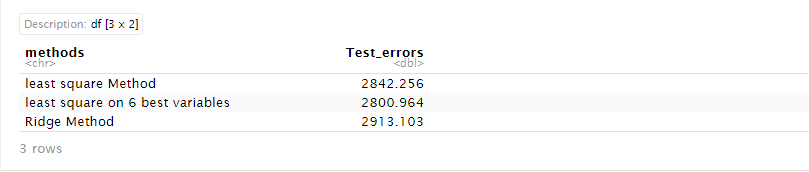 Description: df [3 x 2]
methods Test_errors
<chr> <dbl>
least square Method 2842.256
least square on 6 best variables 2800.964
Ridge Method 2913.103
3 rows